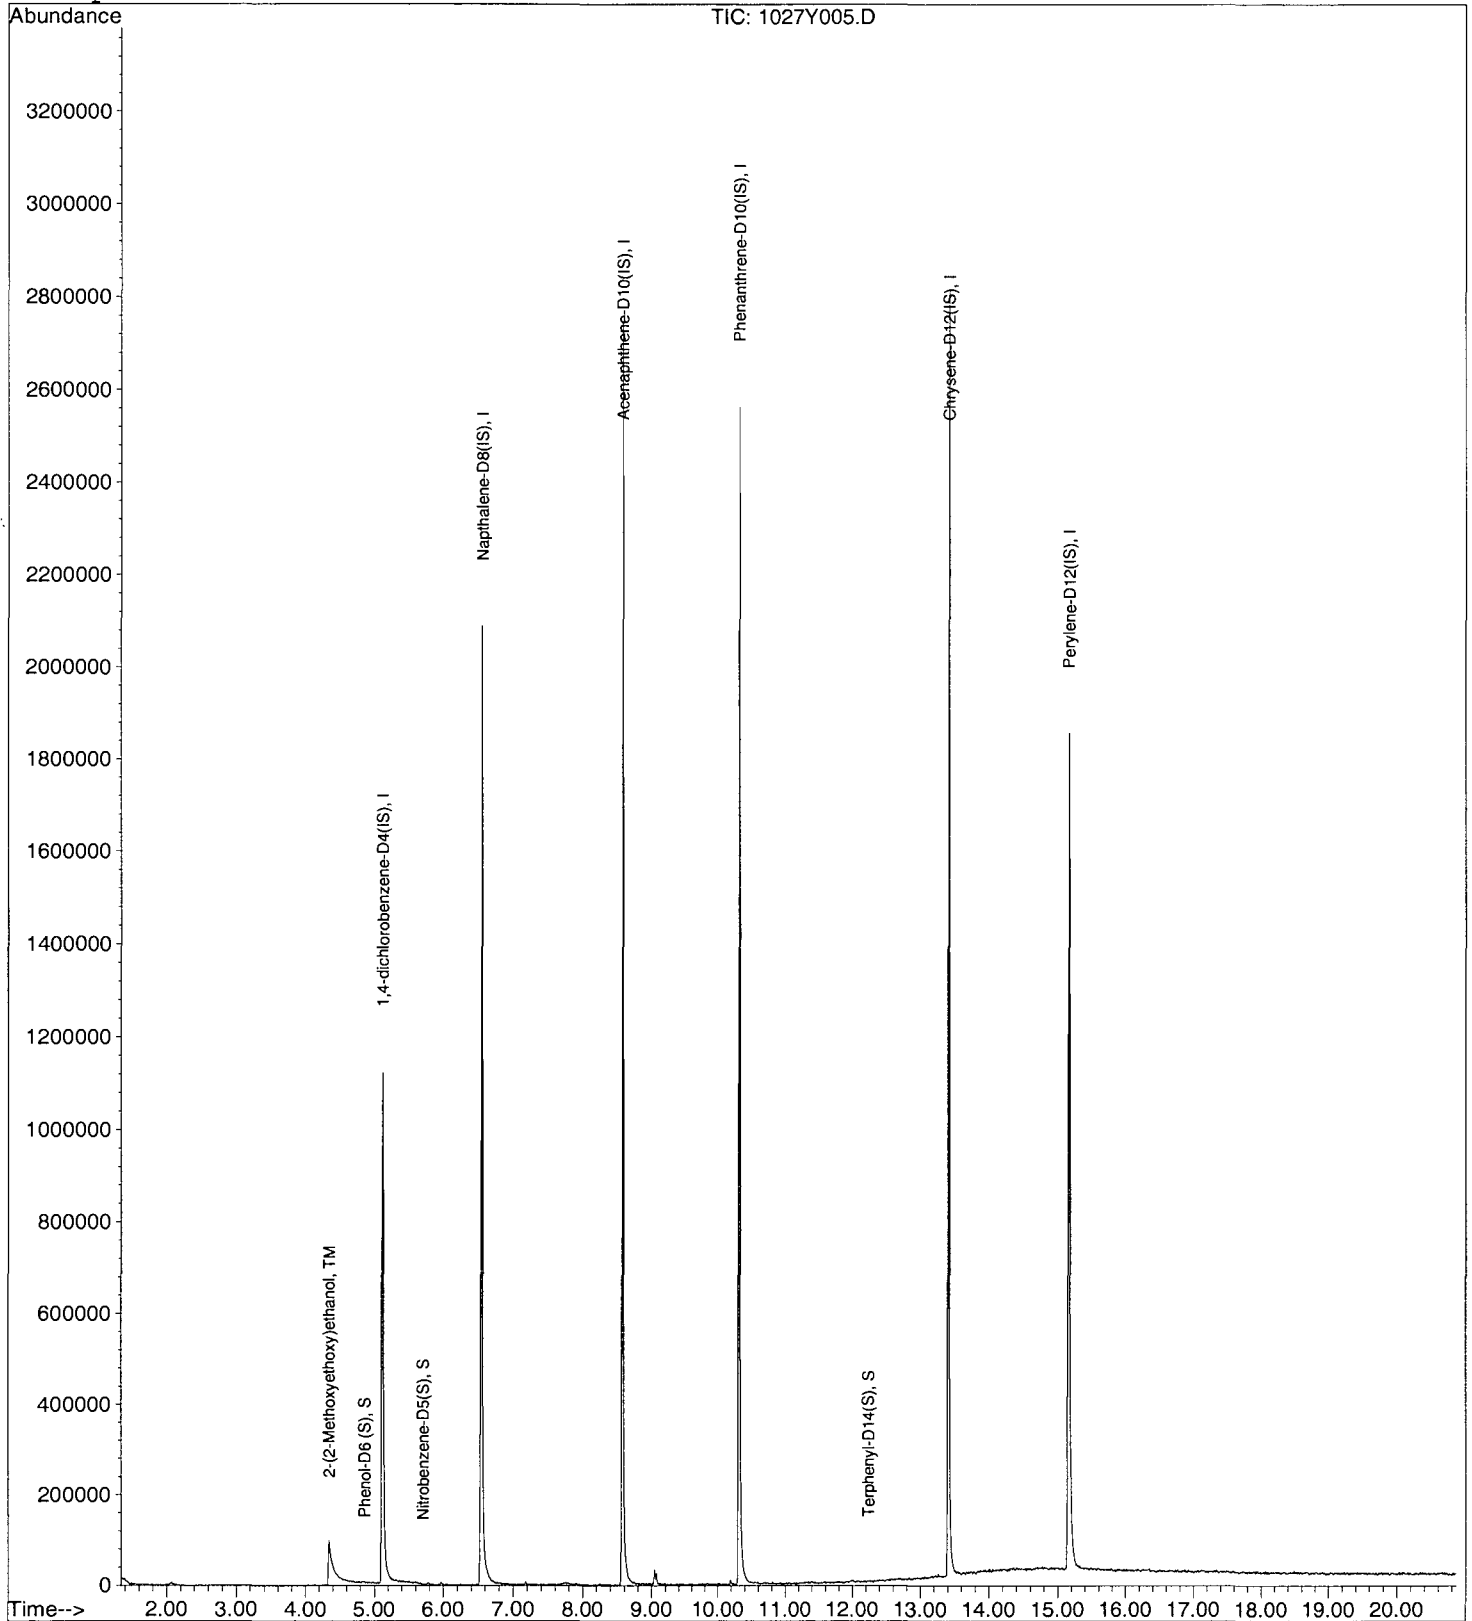 Abundance
TIC: 1027Y005.D
3200000
3000000
2800000
2600000
2400000
2200000
2000000
1800000
1600000
1400000
1200000
1000000
800000
600000
400000
200000
0
2-(2-Methoxyethoxy)ethanol, TM
Phenol-D6 (S), S
1,4-dichlorobenzene-D4(IS), I
Nitrobenzene-D5(S), S
Napthalene-D8(IS), I
Acenaphthene-D10(IS), I
Phenanthrene-D10(IS), I
Terphenyl-D14(S), S
Chrysene-D12(IS), I
Perylene-D12(IS), I
Time--> 2.00 3.00 4.00 5.00 6.00 7.00 8.00 9.00 10.00 11.00 12.00 13.00 14.00 15.00 16.00 17.00 18.00 19.00 20.00